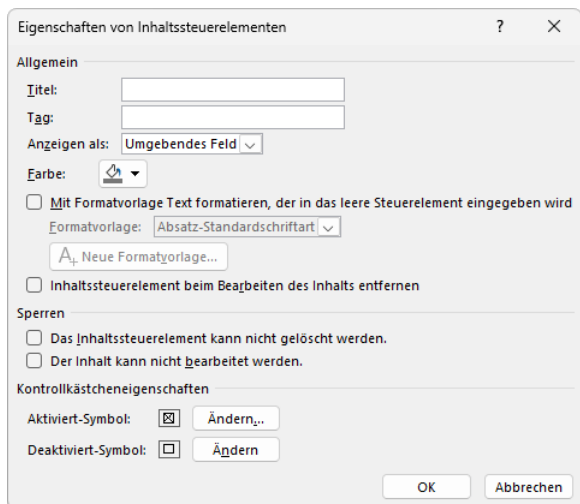 Eigenschaften von Inhaltssteuerelementen ?
Allgemein
Titel:
Tag:
Anzeigen als: Umgebendes Feld
Farbe:
Mit Formatvorlage Text formatieren, der in das leere Steuerelement eingegeben wird
Formatvorlage: Absatz-Standardschriftart
A+ Neue Formatvorlage...
Inhaltssteuerelement beim Bearbeiten des Inhalts entfernen
Sperren
Das Inhaltssteuerelement kann nicht gelöscht werden.
Der Inhalt kann nicht bearbeitet werden.
Kontrollkästcheneigenschaften
Aktiviert-Symbol: Ändern...
Deaktiviert-Symbol: Ändern
OK Abbrechen